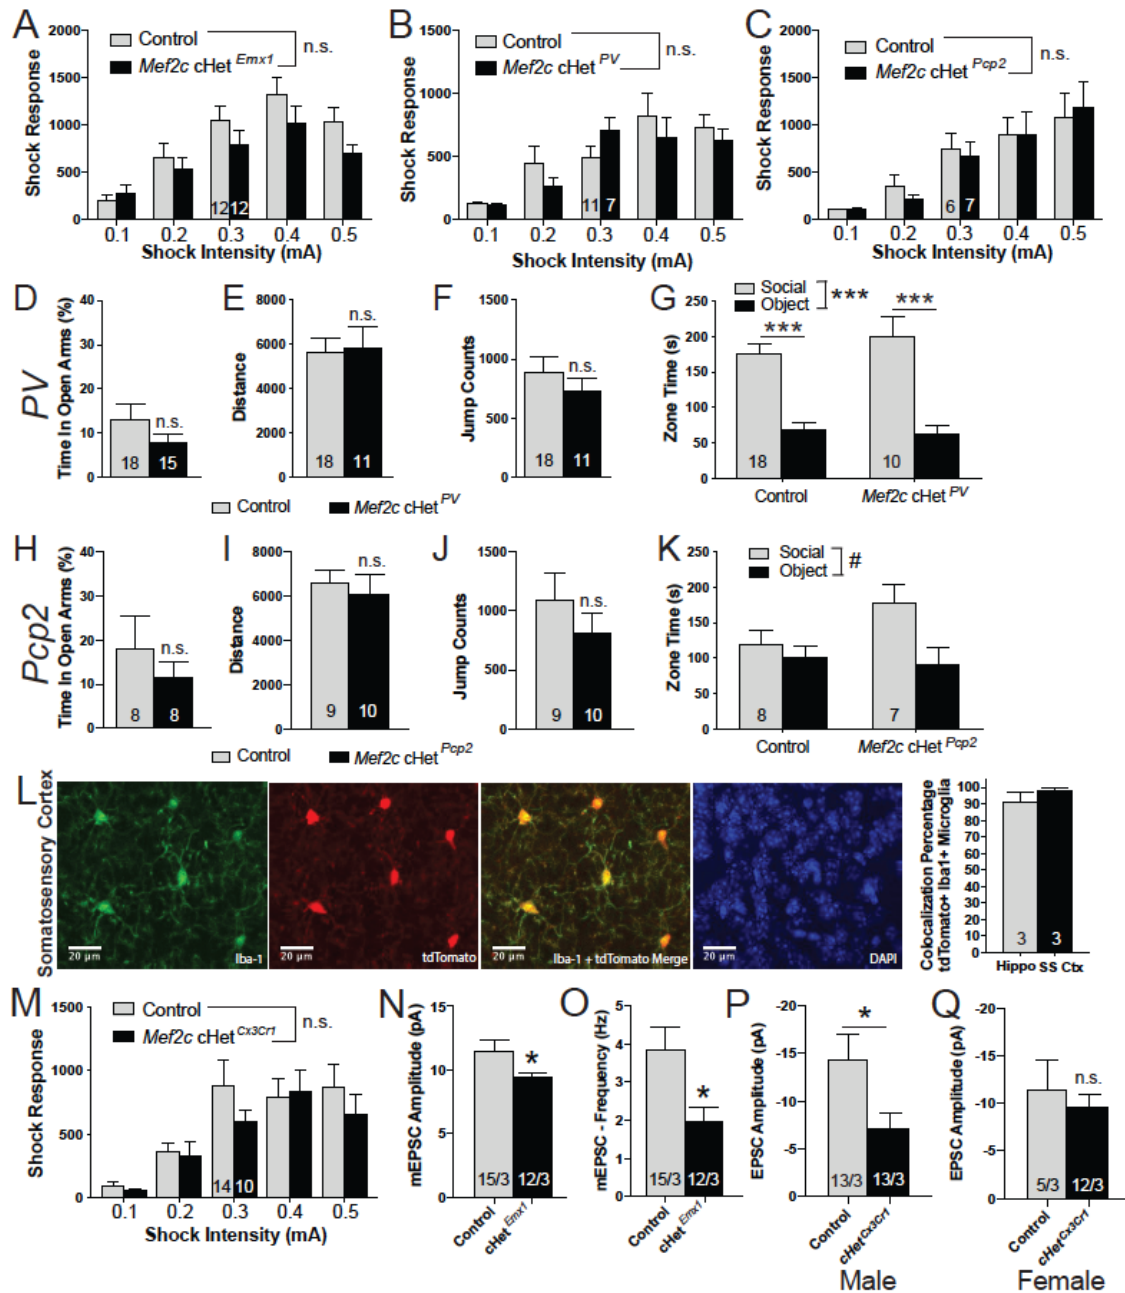 A
Shock Response
2000
1500
1000
500
0
Control
Mef2c cHet Emx1
n.s.
12 12
0.1 0.2 0.3 0.4 0.5
Shock Intensity (mA)
B
Shock Response
1500
1000
500
0
Control
Mef2c cHet PV
n.s.
11 7
0.1 0.2 0.3 0.4 0.5
Shock Intensity (mA)
C
Shock Response
2000
1500
1000
500
0
Control
Mef2c cHet Pcp2
n.s.
6 7
0.1 0.2 0.3 0.4 0.5
Shock Intensity (mA)
PV
D
Time In Open Arms (%)
40
30
20
10
0
n.s.
18 15
E
Distance
8000
6000
4000
2000
0
n.s.
18 11
F
Jump Counts
1500
1000
500
0
n.s.
18 11
G
Zone Time (s)
250
200
150
100
50
0
Social
Object
***
***
***
18 10
Control Mef2c cHet PV
Control Mef2c cHet PV
Pcp2
H
Time In Open Arms (%)
40
30
20
10
0
n.s.
8 8
I
Distance
8000
6000
4000
2000
0
n.s.
9 10
J
Jump Counts
1500
1000
500
0
n.s.
9 10
K
Zone Time (s)
250
200
150
100
50
0
Social
Object
#
8 7
Control Mef2c cHet Pcp2
Control Mef2c cHet Pcp2
L
Somatosensory Cortex
20 µm
Iba-1
20 µm
tdTomato
20 µm
Iba-1 + tdTomato Merge
20 µm
DAPI
Colocalization Percentage
tdTomato+ Iba1+ Microglia
100
90
80
70
60
50
40
30
20
10
0
3 3
Hippo SS Ctx
M
Shock Response
1500
1000
500
0
Control
Mef2c cHet Cx3Cr1
n.s.
14 10
0.1 0.2 0.3 0.4 0.5
Shock Intensity (mA)
N
mEPSC Amplitude (pA)
15
10
5
0
*
15/3 12/3
Control
cHet Emx1
O
mEPSC - Frequency (Hz)
5
4
3
2
1
0
*
15/3 12/3
Control
cHet Emx1
P
EPSC Amplitude (pA)
-20
-15
-10
-5
0
*
13/3 13/3
Control
cHet Cx3Cr1
Male
Q
EPSC Amplitude (pA)
-20
-15
-10
-5
0
n.s.
5/3 12/3
Control
cHet Cx3Cr1
Female